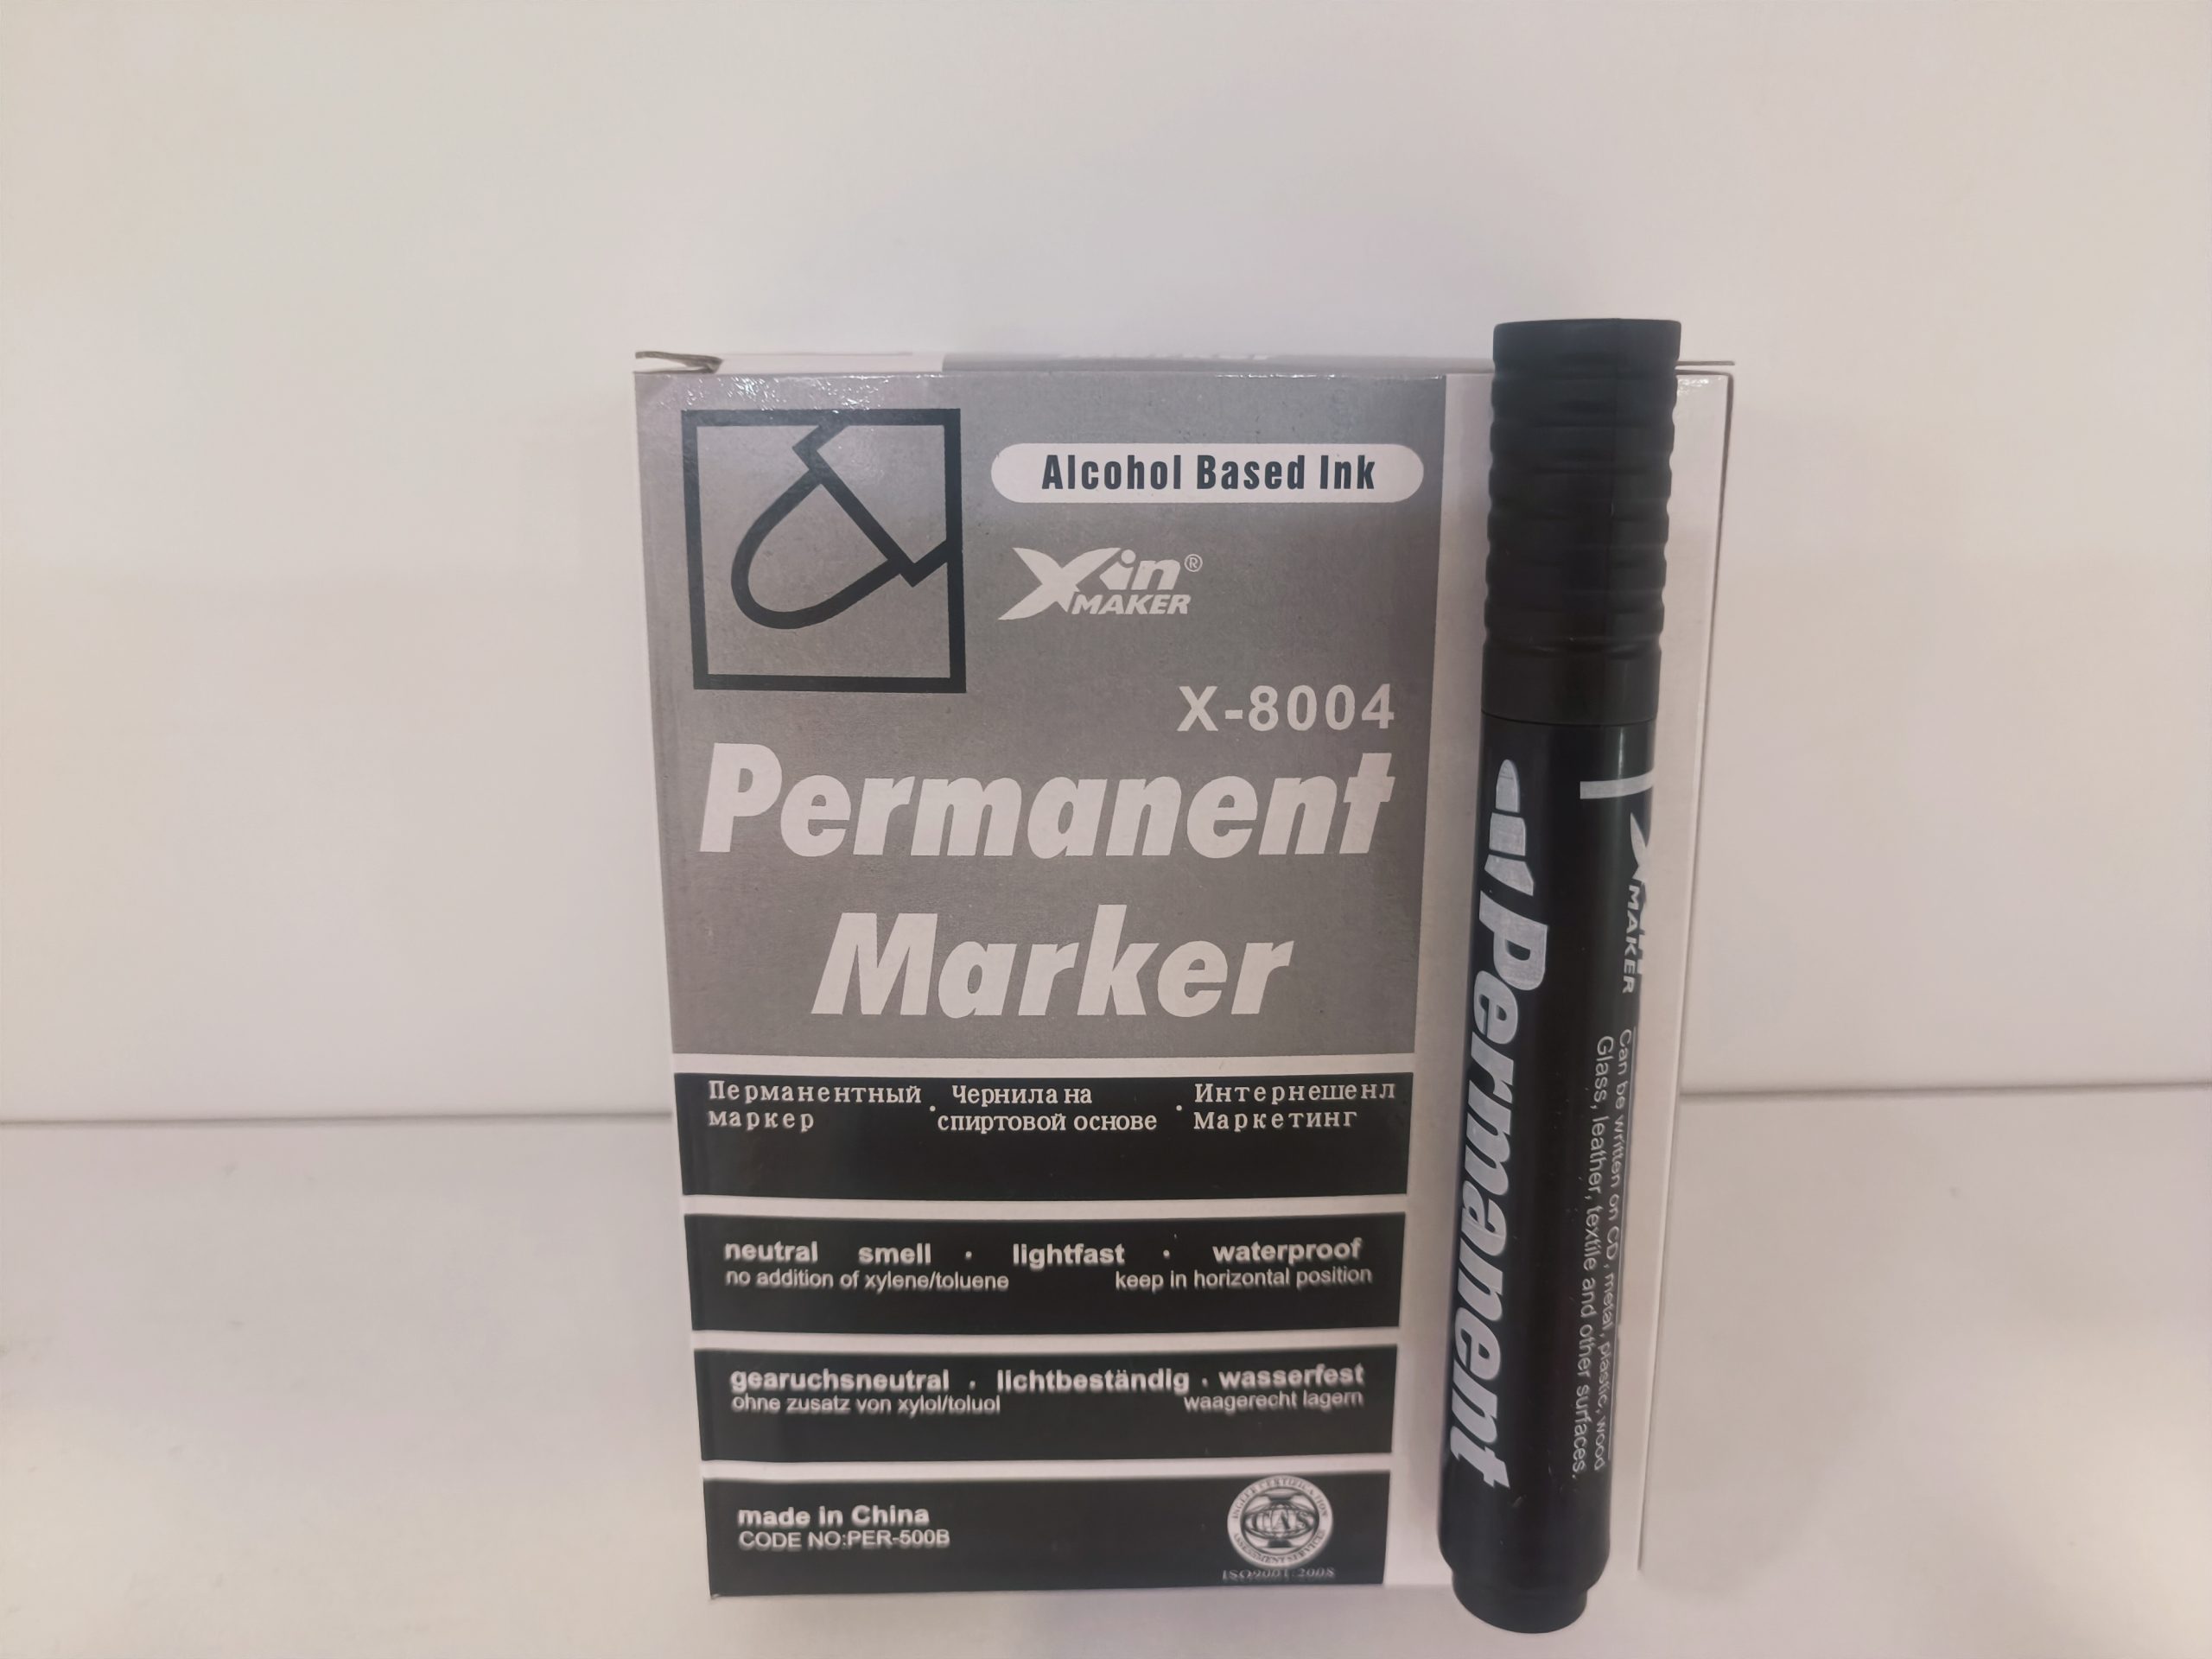 Alcohol Based Ink
Xin®
MAKER
X-8004
Permanent
Marker
Перманентный
маркер
·
Чернила на
спиртовой основе
·
Интернешенл
Маркетинг
neutral smell · lightfast · waterproof
no addition of xylene/toluene keep in horizontal position
gearuchsneutral · lichtbeständig · wasserfest
ohne zusatz von xylol/toluol waagerecht lagern
made in China
CODE NO:PER-500B
CAS
ASSESSMENT SERVICES
ISO9001:2008
Permanent
MAKER
Can be written on CD, metal, plastic, wood
Glass, leather, textile and other surfaces.